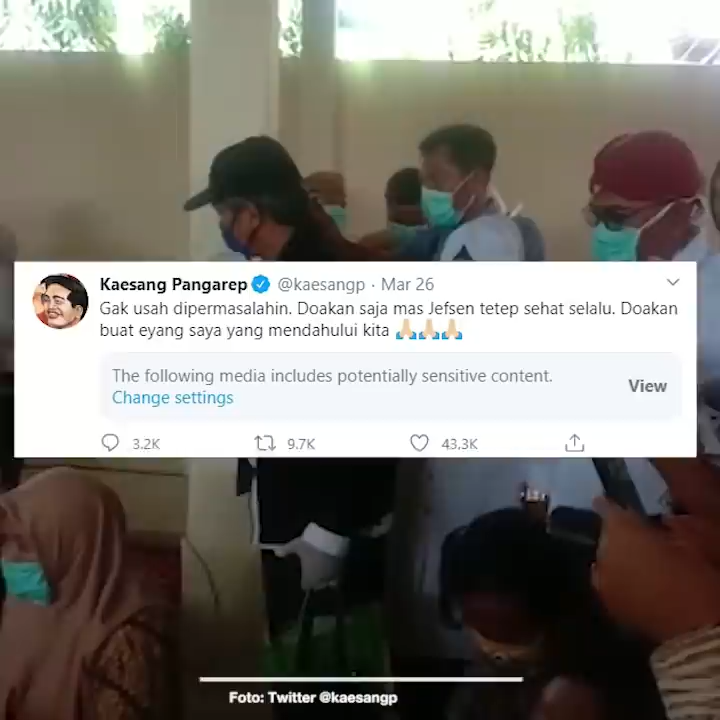 Kaesang Pangarep @kaesangp · Mar 26
Gak usah dipermasalahin. Doakan saja mas Jefsen tetep sehat selalu. Doakan
buat eyang saya yang mendahului kita 🙏🏼🙏🏼🙏🏼
The following media includes potentially sensitive content.
Change settings
View
3.2K 9.7K 43.3K
Foto: Twitter @kaesangp